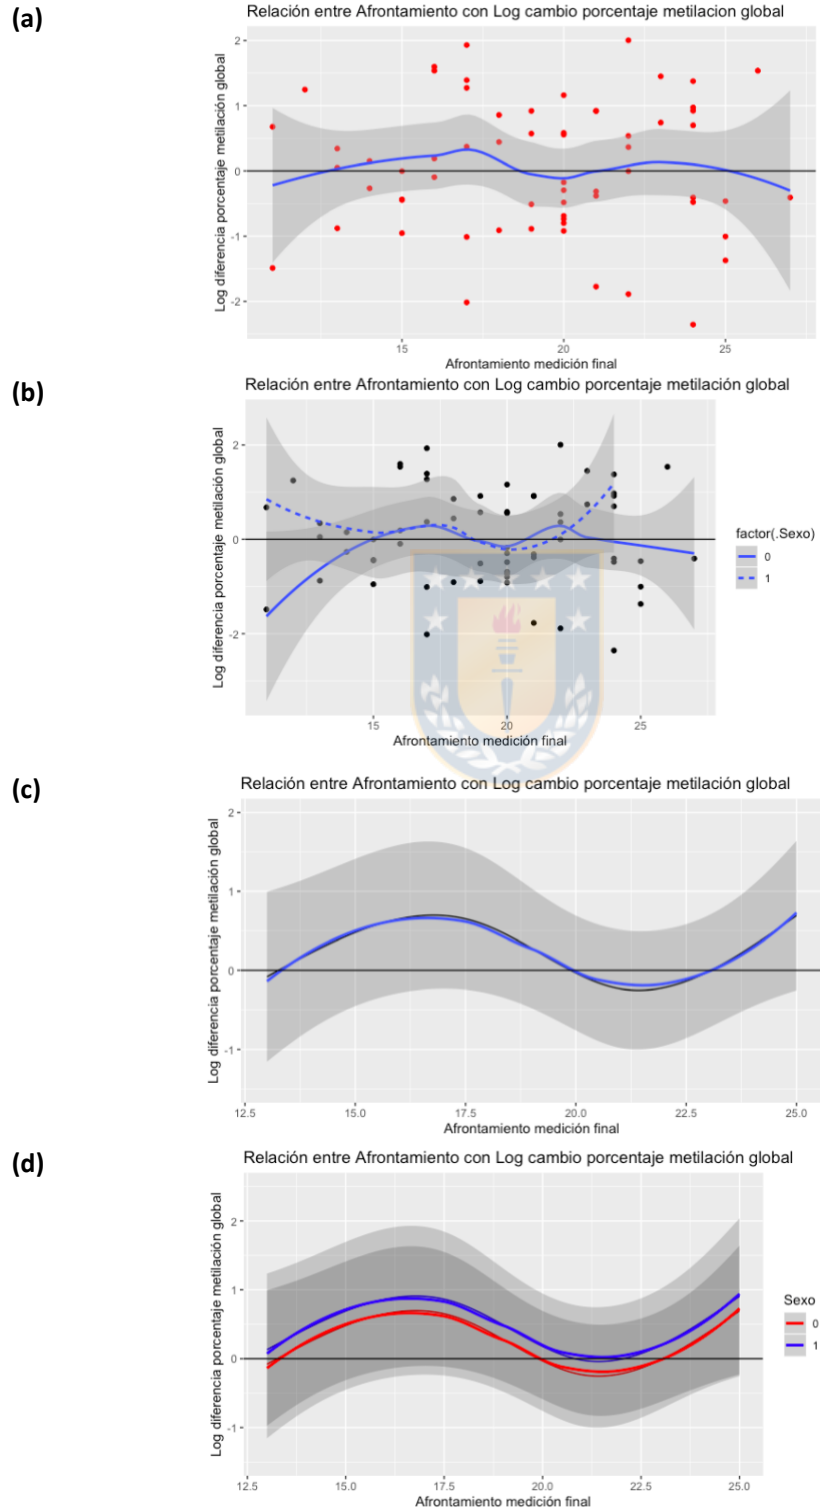 (a)
Relación entre Afrontamiento con Log cambio porcentaje metilacion global
Log diferencia porcentaje metilación global
2
1
0
-1
-2
15
20
25
Afrontamiento medición final
(b)
Relación entre Afrontamiento con Log cambio porcentaje metilación global
Log diferencia porcentaje metilación global
2
0
-2
15
20
25
Afrontamiento medición final
factor(.Sexo)
0
1
(c)
Relación entre Afrontamiento con Log cambio porcentaje metilación global
Log diferencia porcentaje metilación global
2
1
0
-1
12.5
15.0
17.5
20.0
22.5
25.0
Afrontamiento medición final
(d)
Relación entre Afrontamiento con Log cambio porcentaje metilación global
Log diferencia porcentaje metilación global
2
1
0
-1
12.5
15.0
17.5
20.0
22.5
25.0
Afrontamiento medición final
Sexo
0
1